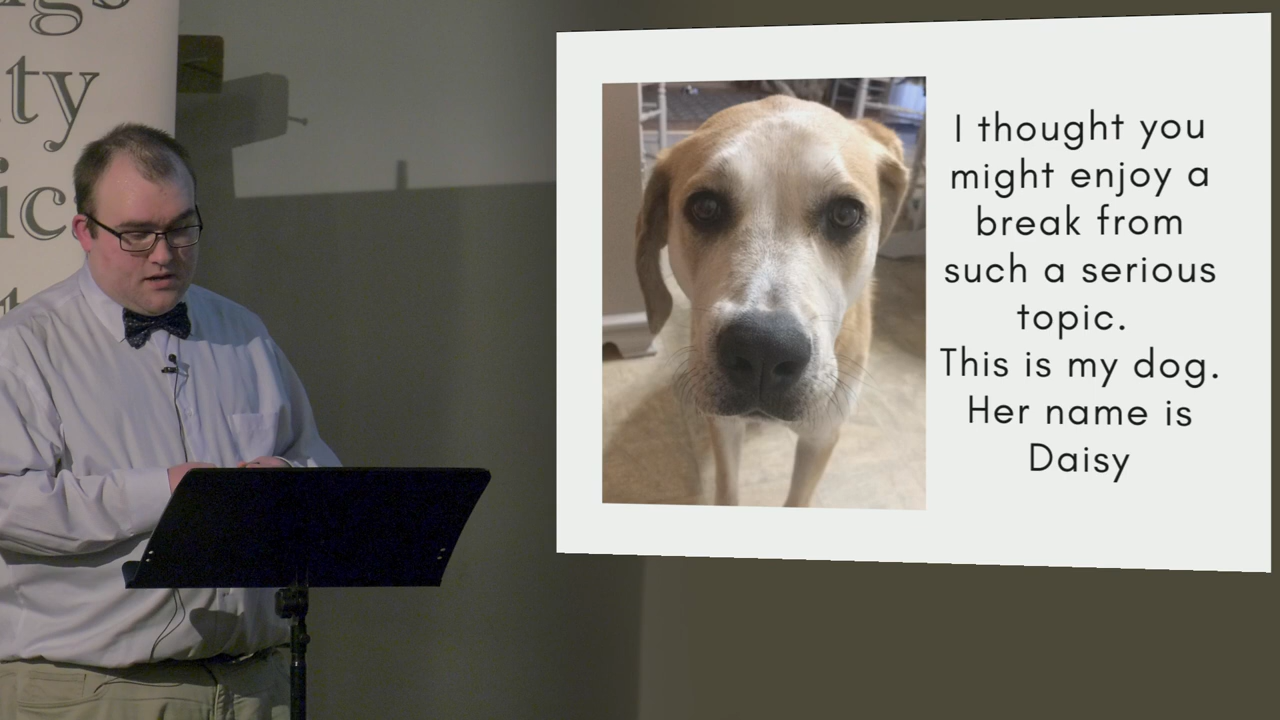 I thought you
might enjoy a
break from
such a serious
topic.
This is my dog.
Her name is
Daisy